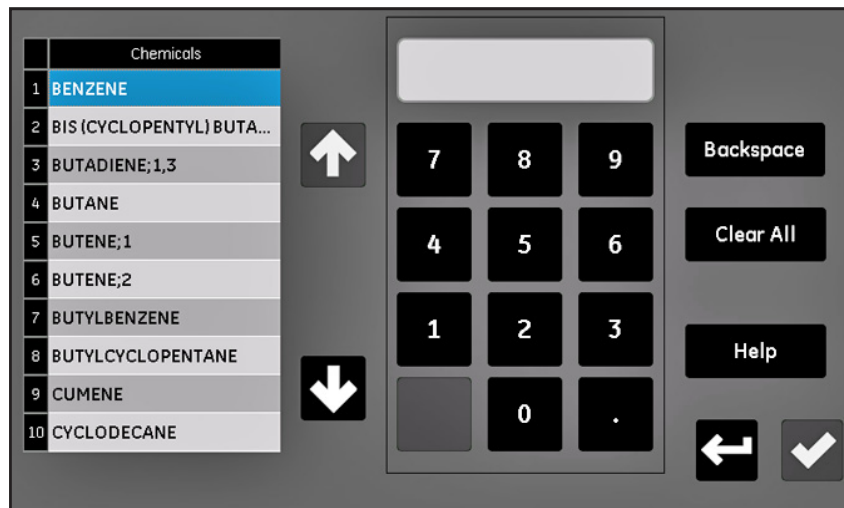 Chemicals
1 BENZENE
2 BIS (CYCLOPENTYL) BUTA...
3 BUTADIENE;1,3
4 BUTANE
5 BUTENE;1
6 BUTENE;2
7 BUTYLBENZENE
8 BUTYLCYCLOPENTANE
9 CUMENE
10 CYCLODECANE
7 8 9
4 5 6
1 2 3
0 .
Backspace
Clear All
Help